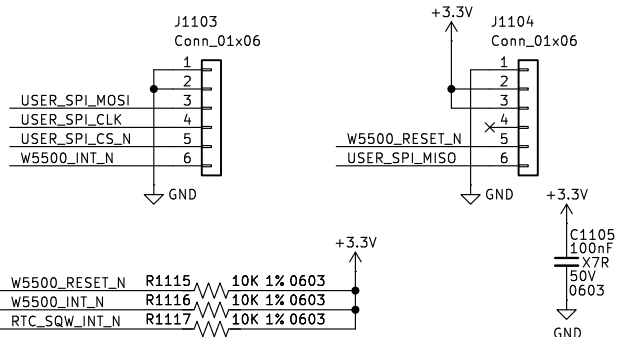 J1103
Conn_01x06
1
2
USER_SPI_MOSI 3
USER_SPI_CLK 4
USER_SPI_CS_N 5
W5500_INT_N 6
GND
+3.3V
J1104
Conn_01x06
1
2
3
4
W5500_RESET_N 5
USER_SPI_MISO 6
GND
+3.3V
C1105
100nF
X7R
50V
0603
GND
+3.3V
W5500_RESET_N R1115 10K 1% 0603
W5500_INT_N R1116 10K 1% 0603
RTC_SQW_INT_N R1117 10K 1% 0603